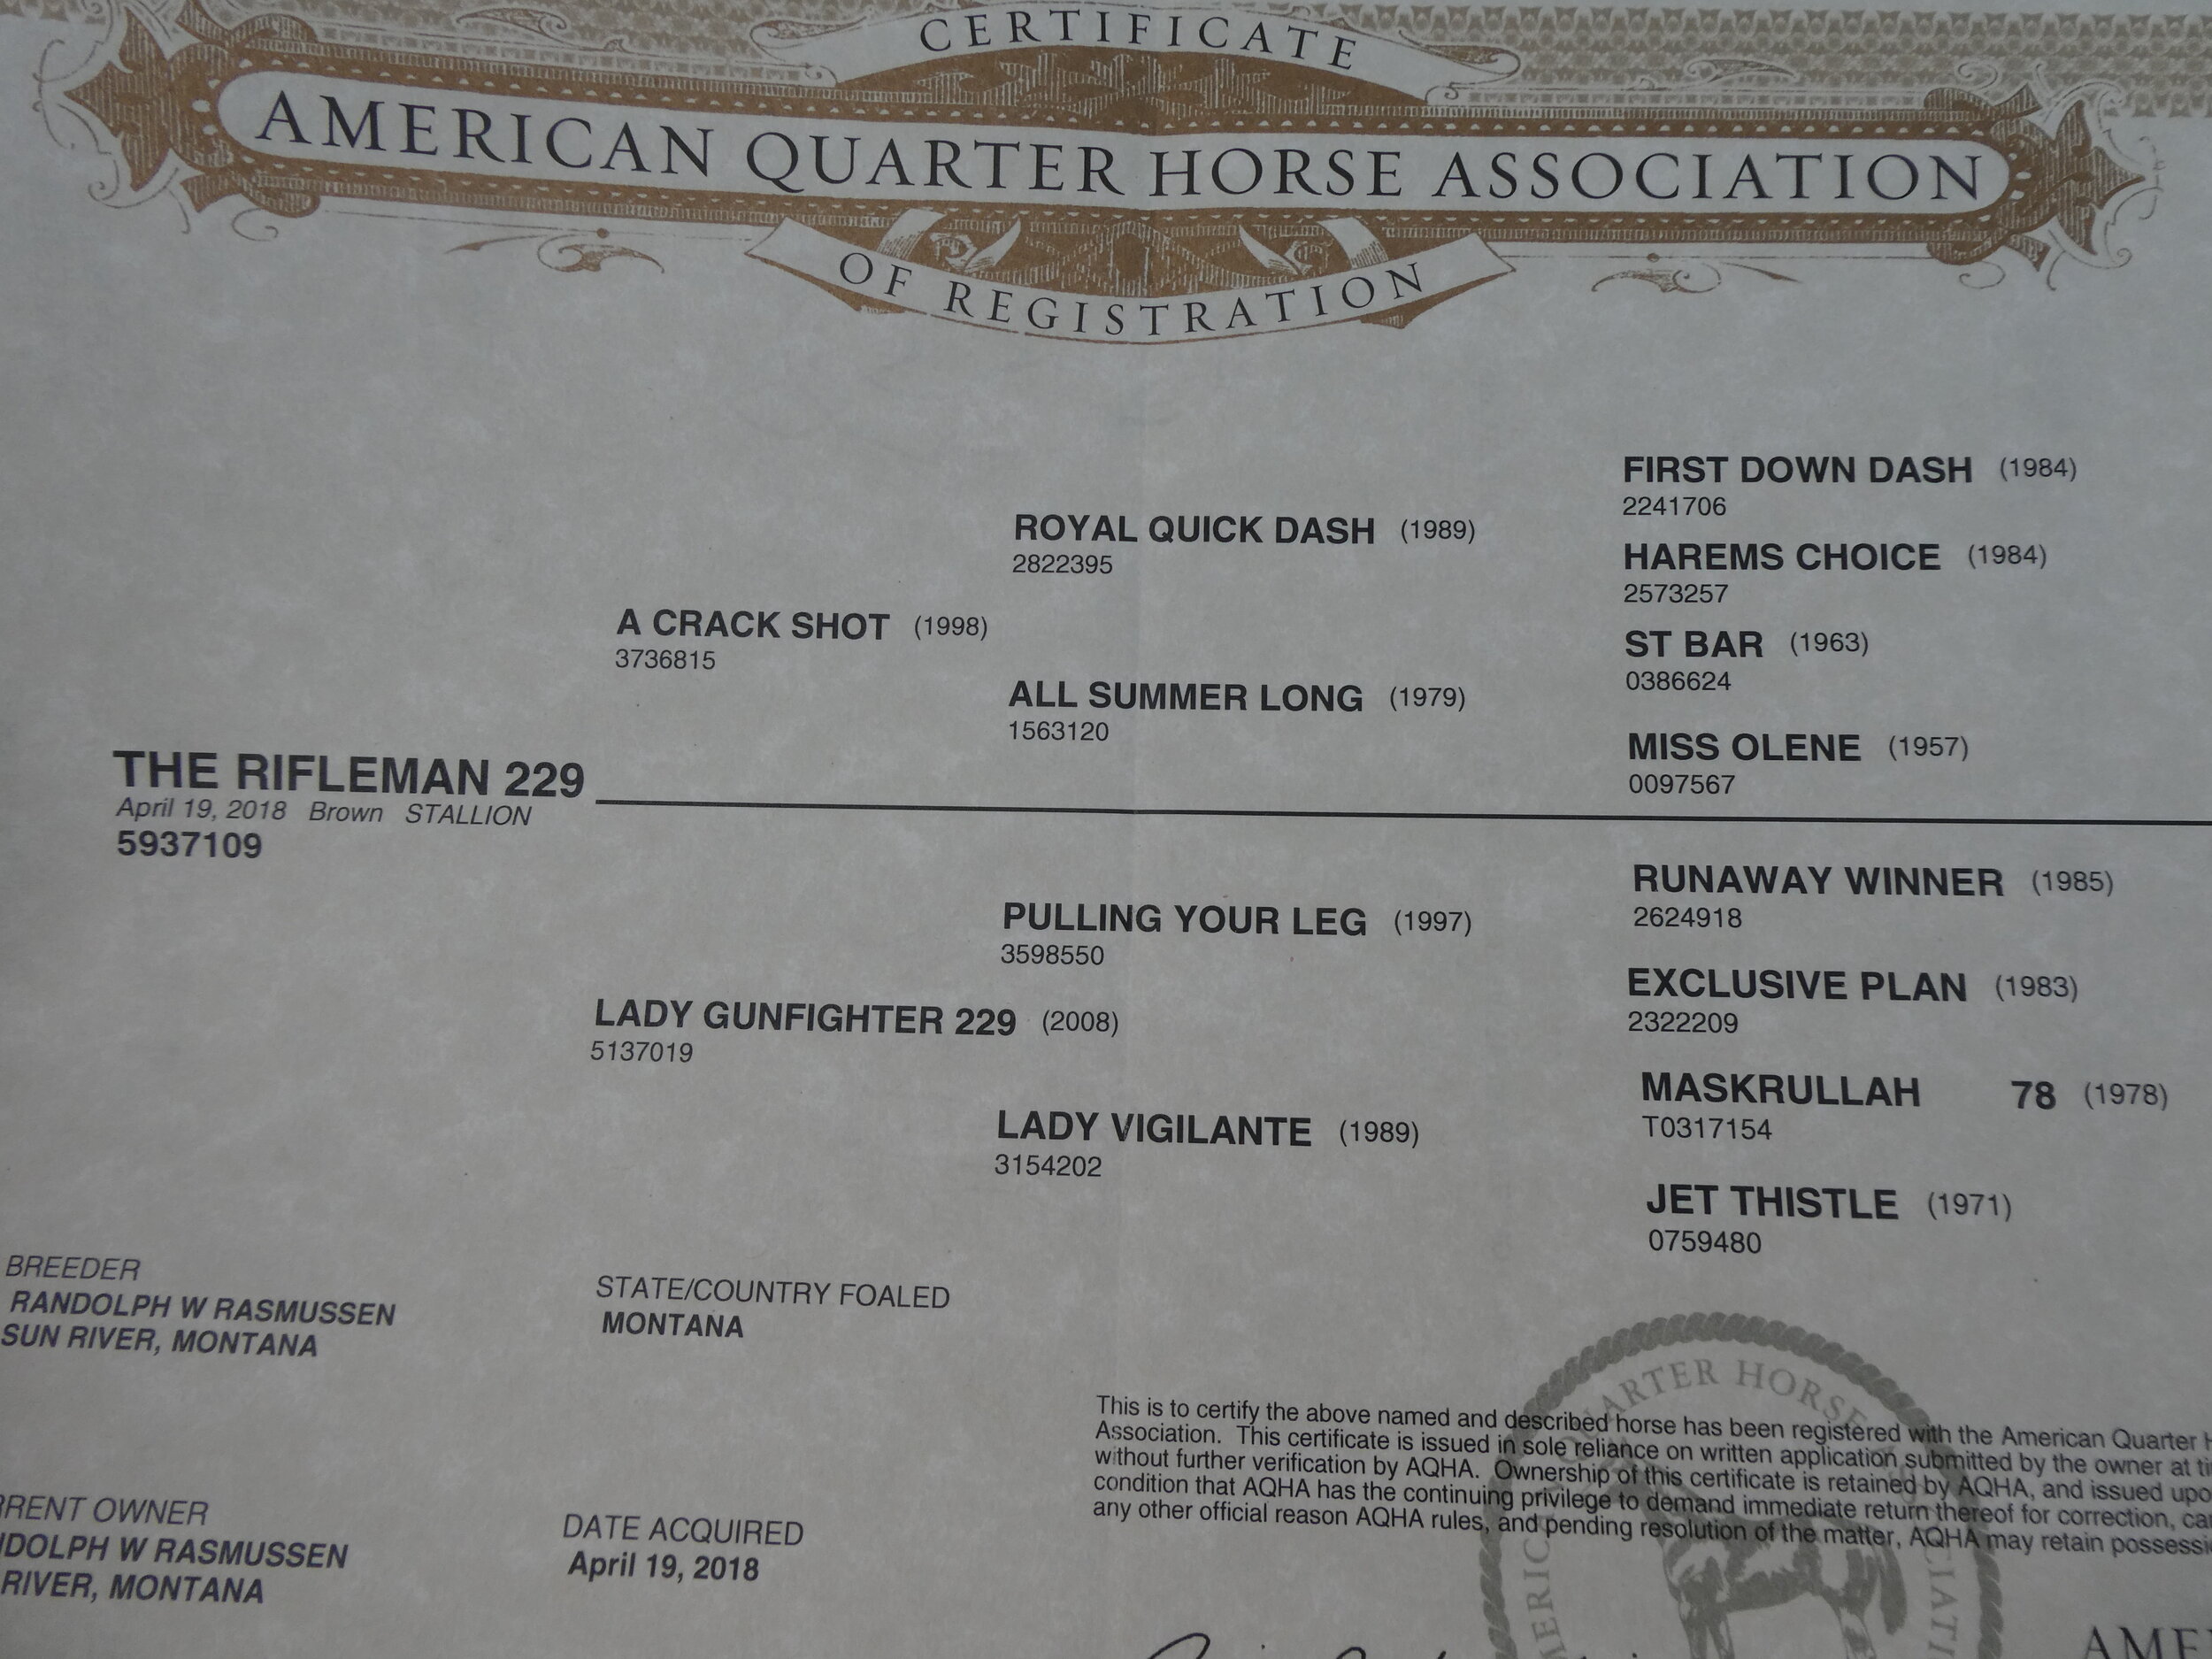 CERTIFICATE
AMERICAN QUARTER HORSE ASSOCIATION
OF REGISTRATION
FIRST DOWN DASH (1984)
2241706
ROYAL QUICK DASH (1989)
2822395
HAREMS CHOICE (1984)
2573257
A CRACK SHOT (1998)
3736815
ST BAR (1963)
0386624
ALL SUMMER LONG (1979)
1563120
MISS OLENE (1957)
0097567
THE RIFLEMAN 229
April 19, 2018 Brown STALLION
5937109
RUNAWAY WINNER (1985)
2624918
PULLING YOUR LEG (1997)
3598550
EXCLUSIVE PLAN (1983)
2322209
LADY GUNFIGHTER 229 (2008)
5137019
MASKRULLAH 78 (1978)
T0317154
LADY VIGILANTE (1989)
3154202
JET THISTLE (1971)
0759480
BREEDER
RANDOLPH W RASMUSSEN
SUN RIVER, MONTANA
STATE/COUNTRY FOALED
MONTANA
This is to certify the above named and described horse has been registered with the American Quarter H
Association. This certificate is issued in sole reliance on written application submitted by the owner at ti
without further verification by AQHA. Ownership of this certificate is retained by AQHA, and issued upo
condition that AQHA has the continuing privilege to demand immediate return thereof for correction, ca
any other official reason AQHA rules, and pending resolution of the matter, AQHA may retain possessi
RRENT OWNER
NDOLPH W RASMUSSEN
RIVER, MONTANA
DATE ACQUIRED
April 19, 2018
QUARTER HORSE
AME